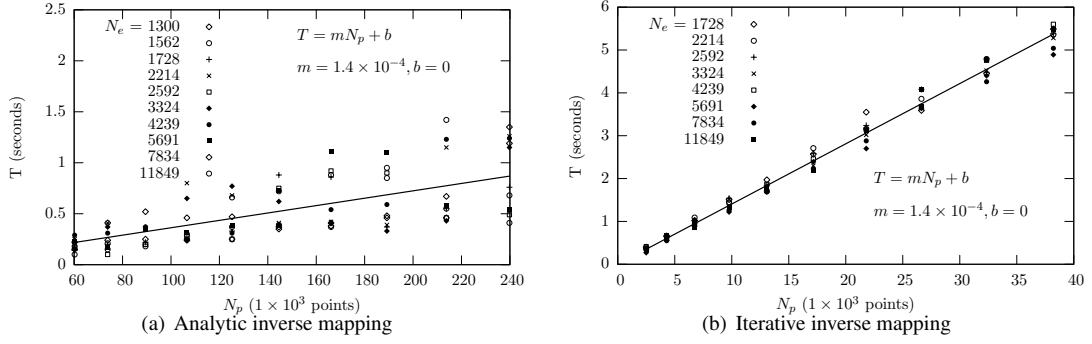 2.5
2
1.5
1
0.5
0
60 80 100 120 140 160 180 200 220 240
T (seconds)
N_p (1 × 10^3 points)
N_e = 1300
1562
1728
2214
2592
3324
4239
5691
7834
11849
T = mN_p + b
m = 1.4 × 10^−4, b = 0
(a) Analytic inverse mapping
6
5
4
3
2
1
0
0 5 10 15 20 25 30 35 40
T (seconds)
N_p (1 × 10^3 points)
N_e = 1728
2214
2592
3324
4239
5691
7834
11849
T = mN_p + b
m = 1.4 × 10^−4, b = 0
(b) Iterative inverse mapping